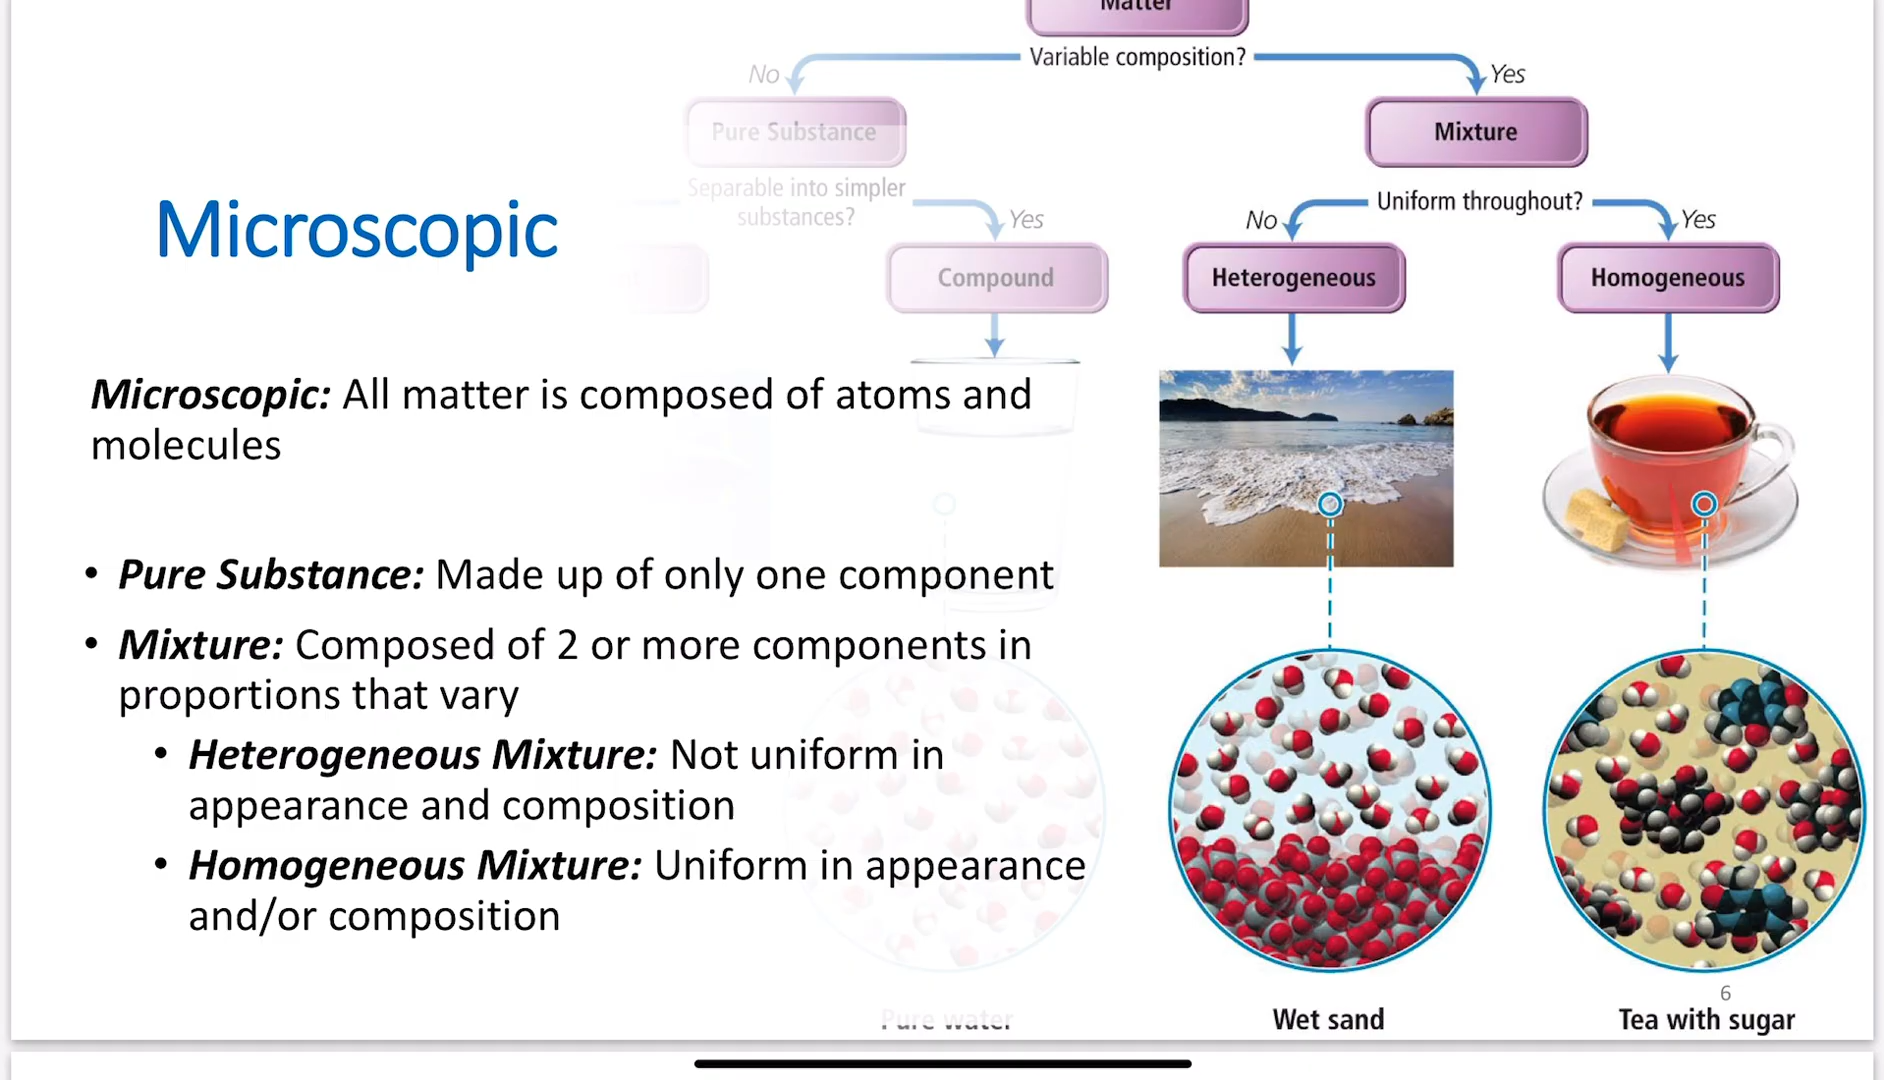 Matter
Variable composition?
No
Yes
Pure Substance
Mixture
Separable into simpler
substances?
Yes
Uniform throughout?
No
Yes
Compound
Heterogeneous
Homogeneous
Microscopic
Microscopic: All matter is composed of atoms and
molecules
• Pure Substance: Made up of only one component
• Mixture: Composed of 2 or more components in
proportions that vary
• Heterogeneous Mixture: Not uniform in
appearance and composition
• Homogeneous Mixture: Uniform in appearance
and/or composition
Pure water
Wet sand
Tea with sugar
6